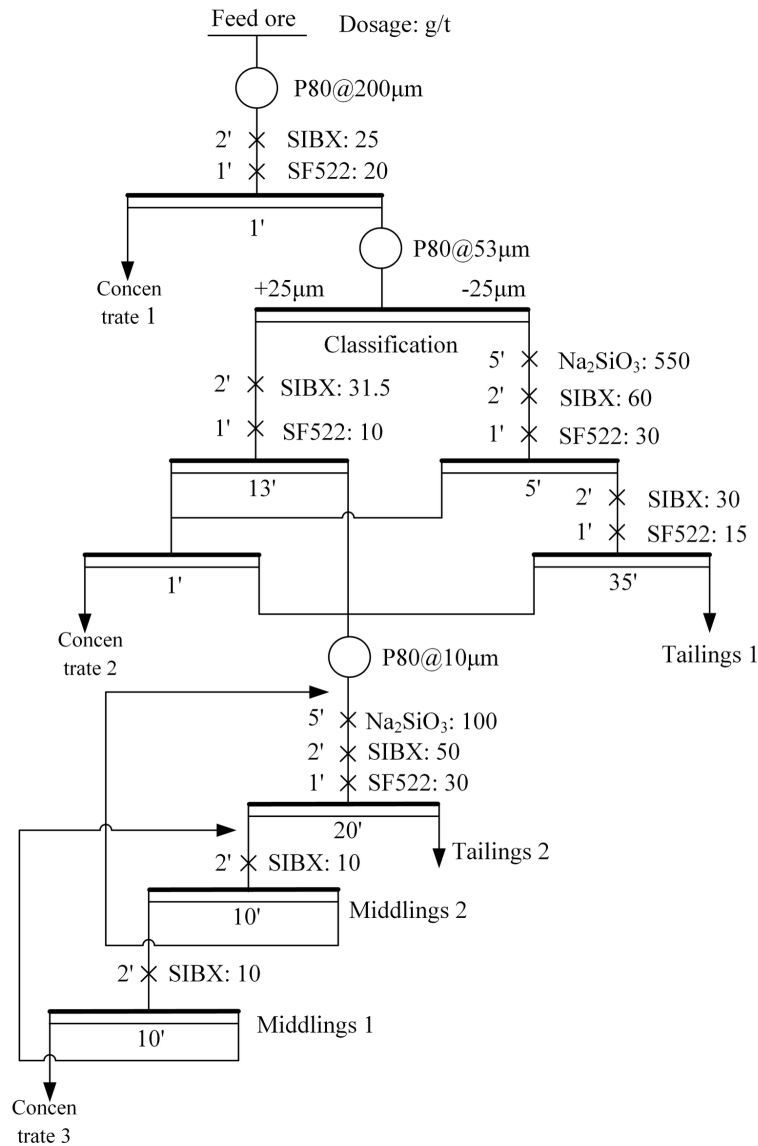 Feed ore
Dosage: g/t
P80@200μm
2' SIBX: 25
1' SF522: 20
1'
P80@53μm
Concen
trate 1
+25μm -25μm
Classification
5' Na₂SiO₃: 550
2' SIBX: 31.5
2' SIBX: 60
1' SF522: 10
1' SF522: 30
13'
5'
2' SIBX: 30
1' SF522: 15
1'
35'
Concen
trate 2
Tailings 1
P80@10μm
5' Na₂SiO₃: 100
2' SIBX: 50
1' SF522: 30
20'
Tailings 2
2' SIBX: 10
10'
Middlings 2
2' SIBX: 10
10'
Middlings 1
Concen
trate 3